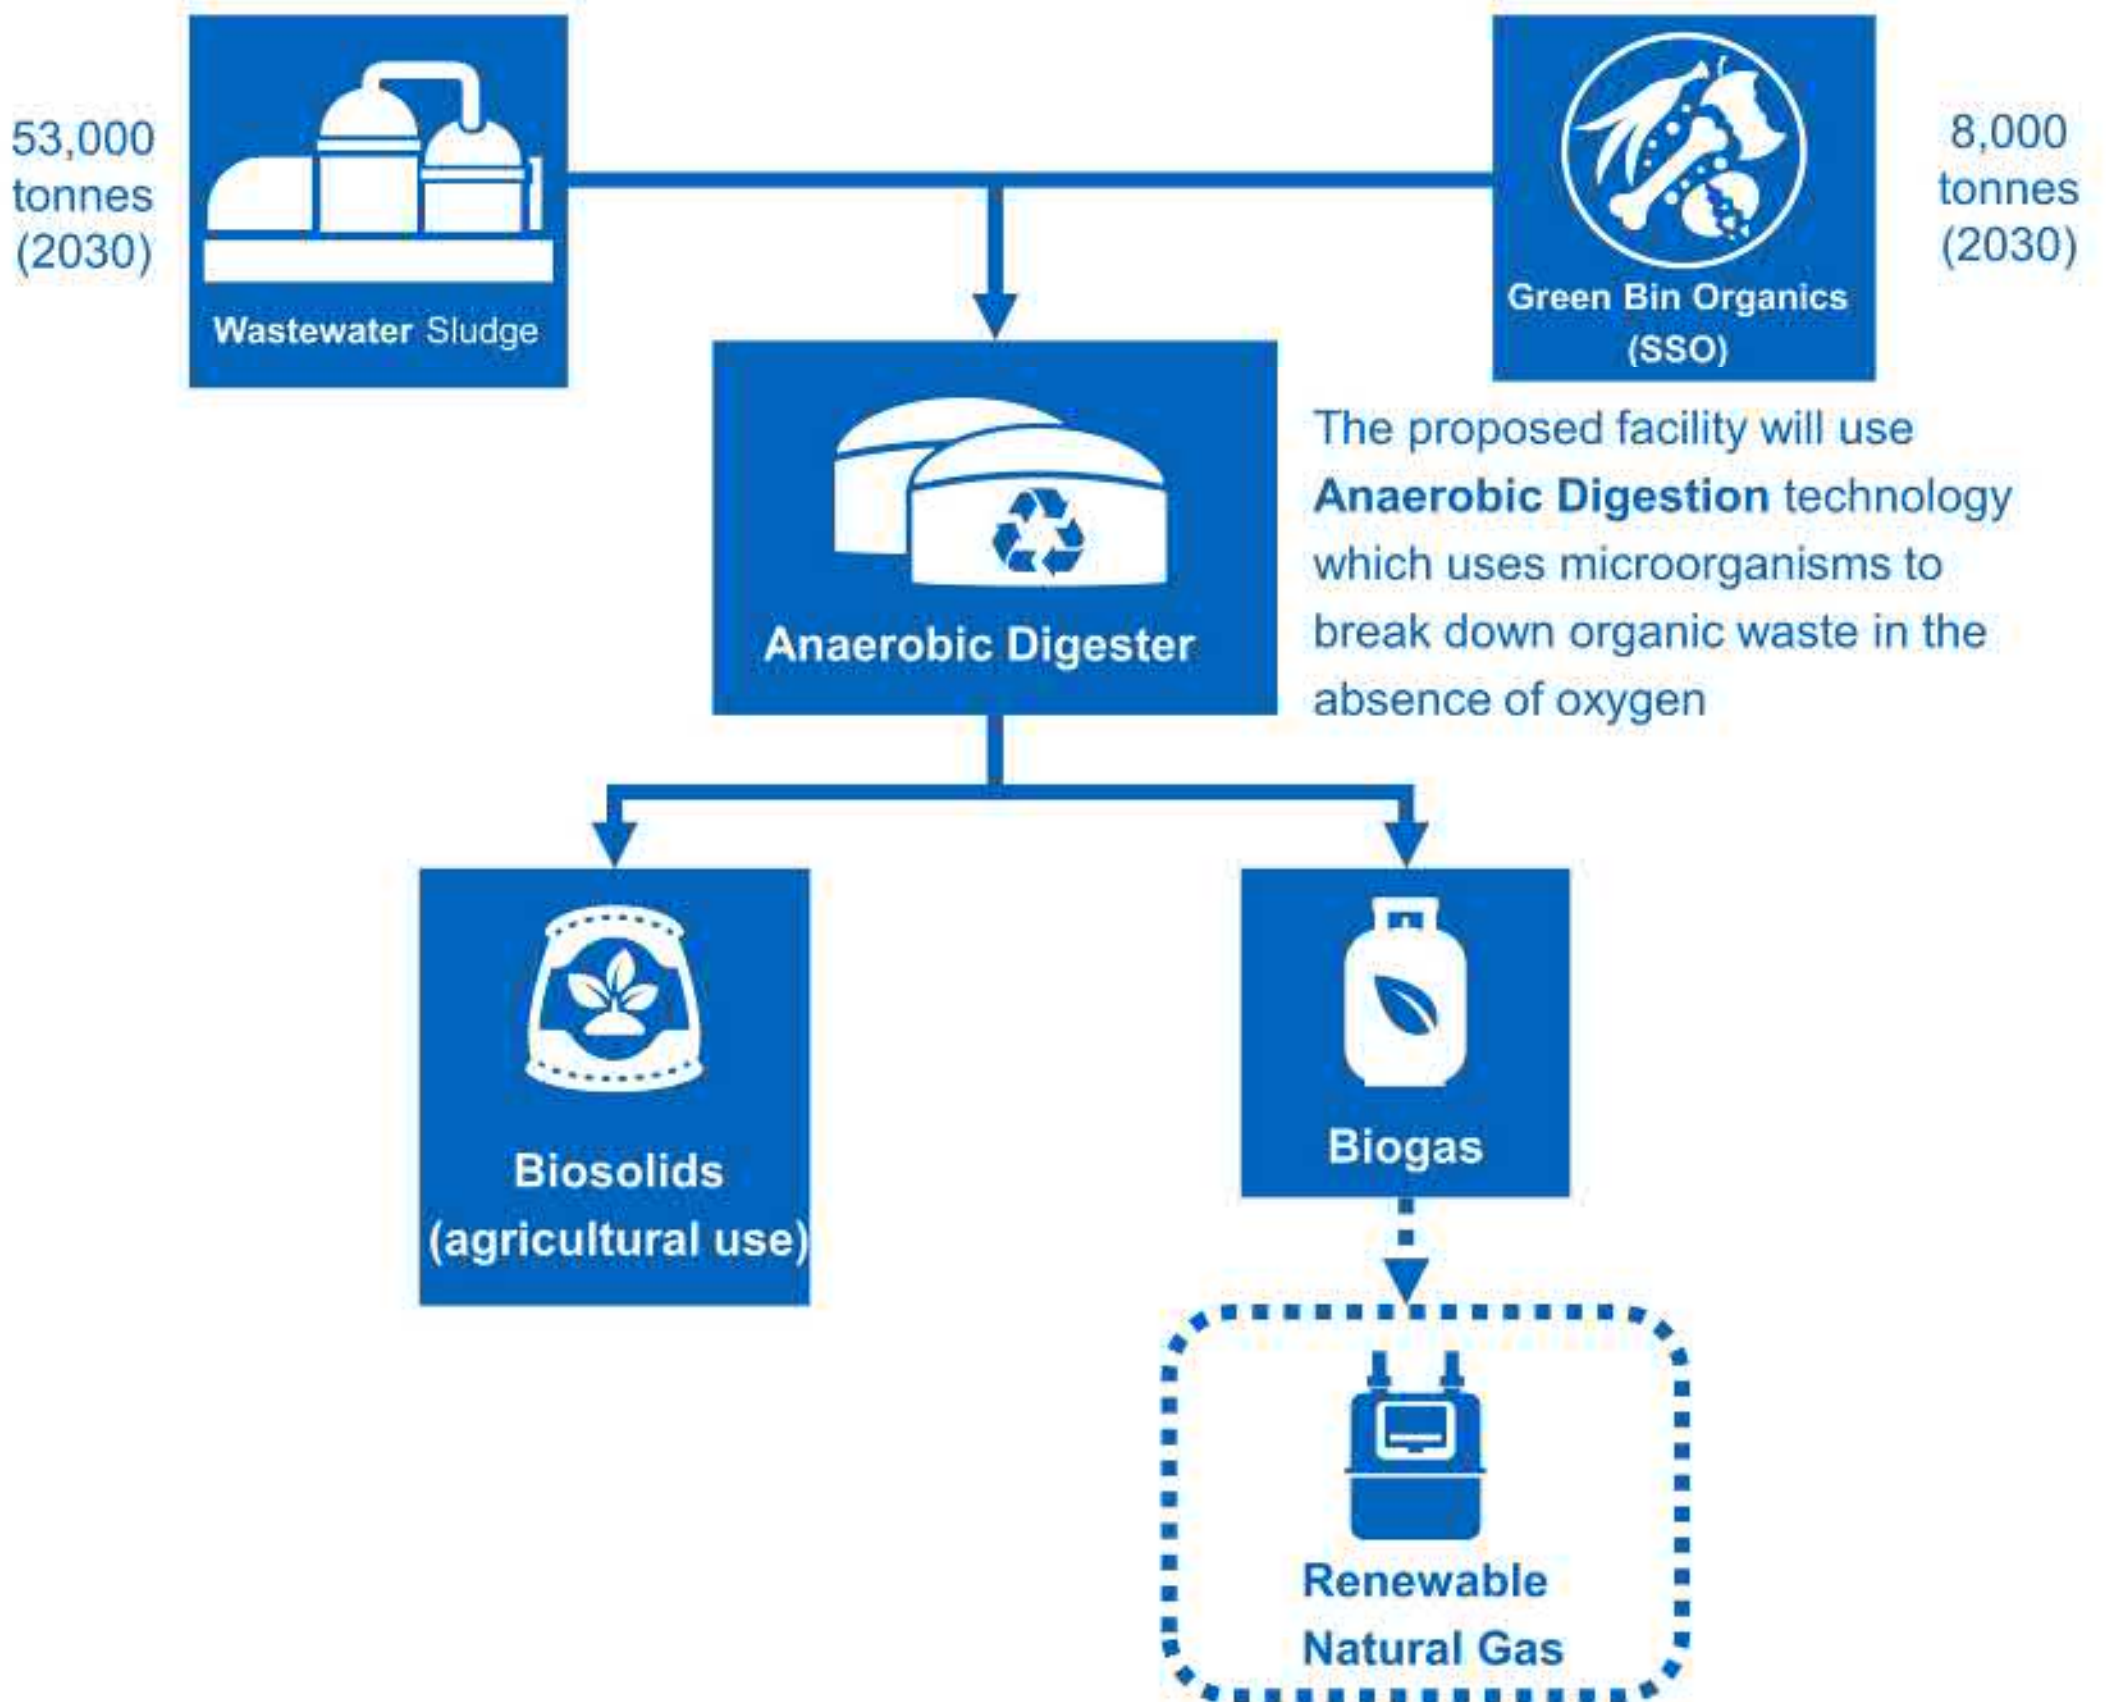 53,000
tonnes
(2030)
Wastewater Sludge
Green Bin Organics
(SSO)
8,000
tonnes
(2030)
Anaerobic Digester
The proposed facility will use
Anaerobic Digestion technology
which uses microorganisms to
break down organic waste in the
absence of oxygen
Biosolids
(agricultural use)
Biogas
Renewable
Natural Gas